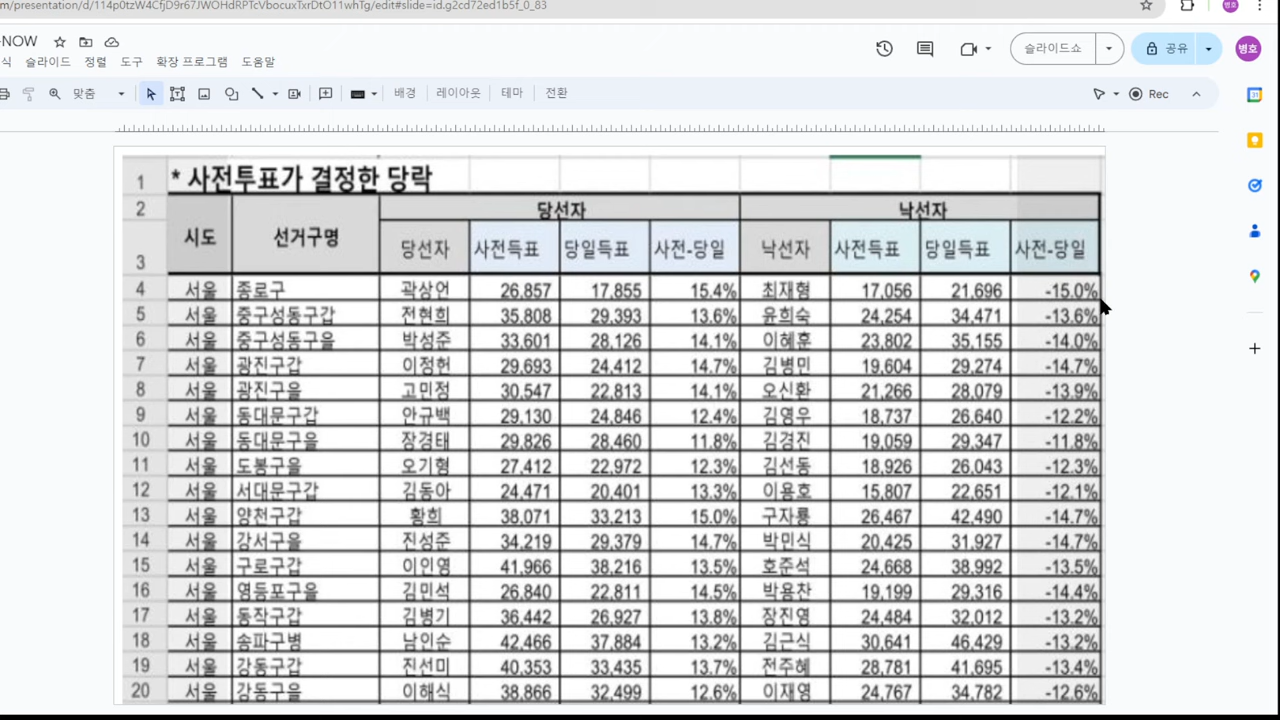 om/presentation/d/114p0tzW4CfjD9r67JWOHdRPTcVbocuxTxrDtO11whTg/edit#slide=id.g2cd72ed1b5f_0_83
-NOW
식 슬라이드 정렬 도구 확장 프로그램 도움말
슬라이드쇼 공유 병호
맞춤 배경 레이아웃 테마 전환 Rec
1 * 사전투표가 결정한 당락
2 시도 선거구명 당선자 낙선자
3 당선자 사전득표 당일득표 사전-당일 낙선자 사전득표 당일득표 사전-당일
4 서울 종로구 곽상언 26,857 17,855 15.4% 최재형 17,056 21,696 -15.0%
5 서울 중구성동구갑 전현희 35,808 29,393 13.6% 윤희숙 24,254 34,471 -13.6%
6 서울 중구성동구을 박성준 33,601 28,126 14.1% 이혜훈 23,802 35,155 -14.0%
7 서울 광진구갑 이정헌 29,693 24,412 14.7% 김병민 19,604 29,274 -14.7%
8 서울 광진구을 고민정 30,547 22,813 14.1% 오신환 21,266 28,079 -13.9%
9 서울 동대문구갑 안규백 29,130 24,846 12.4% 김영우 18,737 26,640 -12.2%
10 서울 동대문구을 장경태 29,826 28,460 11.8% 김경진 19,059 29,347 -11.8%
11 서울 도봉구을 오기형 27,412 22,972 12.3% 김선동 18,926 26,043 -12.3%
12 서울 서대문구갑 김동아 24,471 20,401 13.3% 이용호 15,807 22,651 -12.1%
13 서울 양천구갑 황희 38,071 33,213 15.0% 구자룡 26,467 42,490 -14.7%
14 서울 강서구을 진성준 34,219 29,379 14.7% 박민식 20,425 31,927 -14.7%
15 서울 구로구갑 이인영 41,966 38,216 13.5% 호준석 24,668 38,992 -13.5%
16 서울 영등포구을 김민석 26,840 22,811 14.5% 박용찬 19,199 29,316 -14.4%
17 서울 동작구갑 김병기 36,442 26,927 13.8% 장진영 24,484 32,012 -13.2%
18 서울 송파구병 남인순 42,466 37,884 13.2% 김근식 30,641 46,429 -13.2%
19 서울 강동구갑 진선미 40,353 33,435 13.7% 전주혜 28,781 41,695 -13.4%
20 서울 강동구을 이해식 38,866 32,499 12.6% 이재영 24,767 34,782 -12.6%